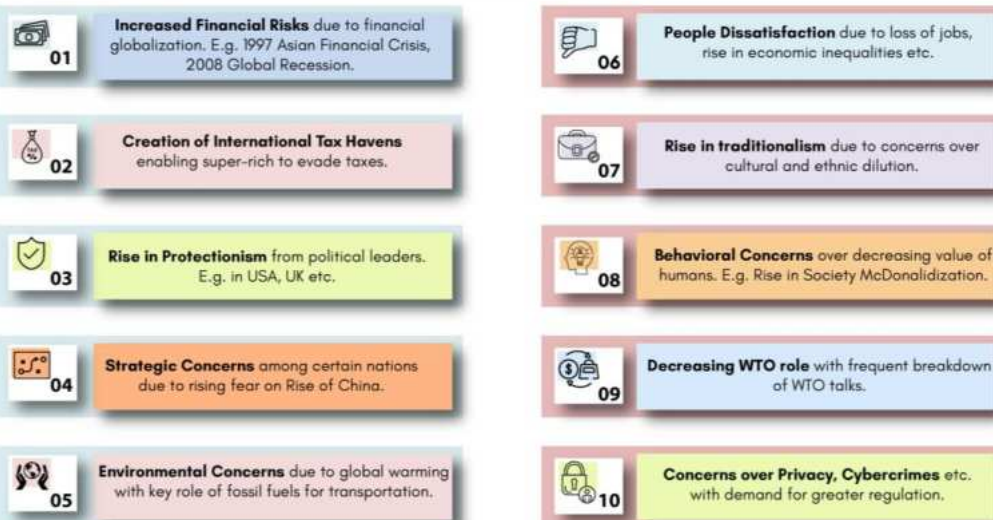 01
Increased Financial Risks due to financial
globalization. E.g. 1997 Asian Financial Crisis,
2008 Global Recession.
02
Creation of International Tax Havens
enabling super-rich to evade taxes.
03
Rise in Protectionism from political leaders.
E.g. in USA, UK etc.
04
Strategic Concerns among certain nations
due to rising fear on Rise of China.
05
Environmental Concerns due to global warming
with key role of fossil fuels for transportation.
06
People Dissatisfaction due to loss of jobs,
rise in economic inequalities etc.
07
Rise in traditionalism due to concerns over
cultural and ethnic dilution.
08
Behavioral Concerns over decreasing value of
humans. E.g. Rise in Society McDonalidization.
09
Decreasing WTO role with frequent breakdown
of WTO talks.
10
Concerns over Privacy, Cybercrimes etc.
with demand for greater regulation.